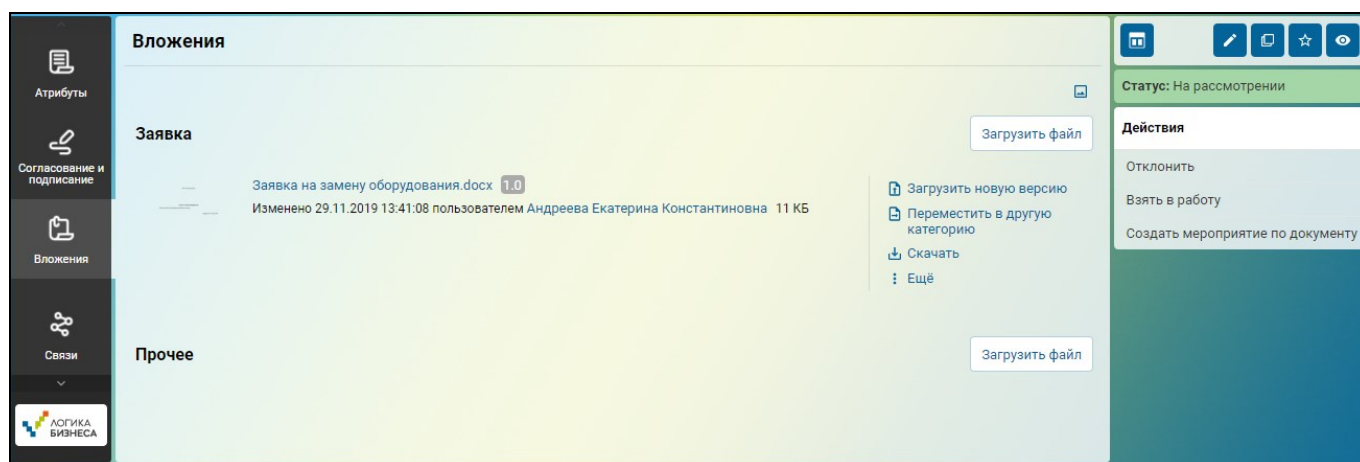 Атрибуты
Согласование и
подписание
Вложения
Связи
ЛОГИКА
БИЗНЕСА
Вложения
Заявка
Загрузить файл
Заявка на замену оборудования.docx 1.0
Изменено 29.11.2019 13:41:08 пользователем Андреева Екатерина Константиновна 11 КБ
Загрузить новую версию
Переместить в другую
категорию
Скачать
Ещё
Прочее
Загрузить файл
Статус: На рассмотрении
Действия
Отклонить
Взять в работу
Создать мероприятие по документу